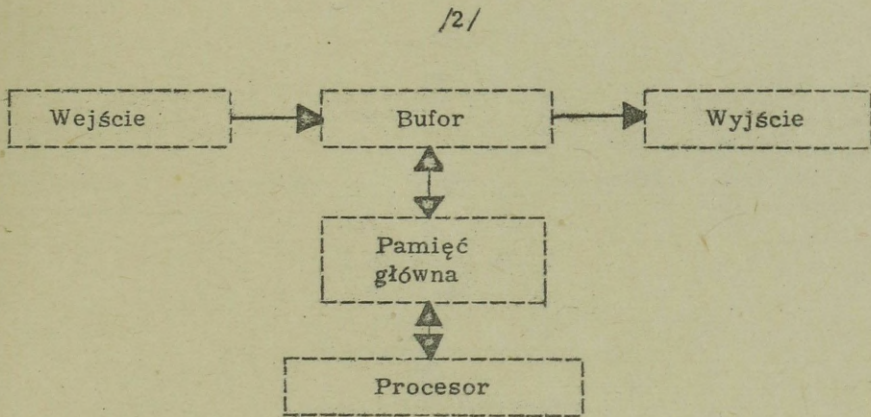 /2/
Wejście
Bufor
Wyjście
Pamięć
główna
Procesor